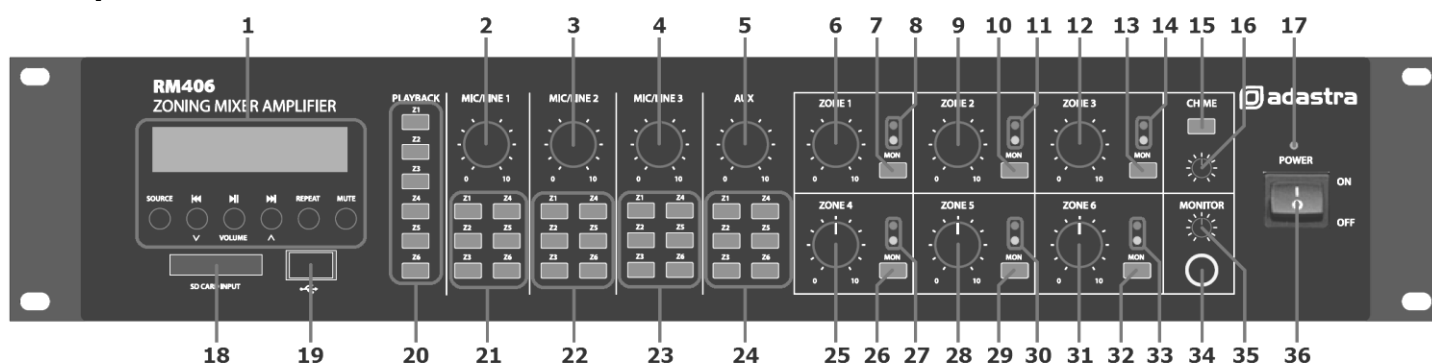 1 2 3 4 5 6 7 8 9 10 11 12 13 14 15 16 17
RM406
ZONING MIXER AMPLIFIER
PLAYBACK MIC/LINE 1 MIC/LINE 2 MIC/LINE 3 AUX ZONE 1 ZONE 2 ZONE 3 CHIME adastra
Z1
Z2
Z3
Z4
Z5
Z6
0 10 0 10 0 10 0 10
MON MON MON
0 10 0 10 0 10
POWER
ON
OFF
SOURCE REPEAT MUTE
VOLUME
SD CARD INPUT
Z1 Z4 Z1 Z4 Z1 Z4 Z1 Z4
Z2 Z5 Z2 Z5 Z2 Z5 Z2 Z5
Z3 Z6 Z3 Z6 Z3 Z6 Z3 Z6
ZONE 4 ZONE 5 ZONE 6 MONITOR
MON MON MON
0 10 0 10 0 10
18 19 20 21 22 23 24 25 26 27 28 29 30 31 32 33 34 35 36